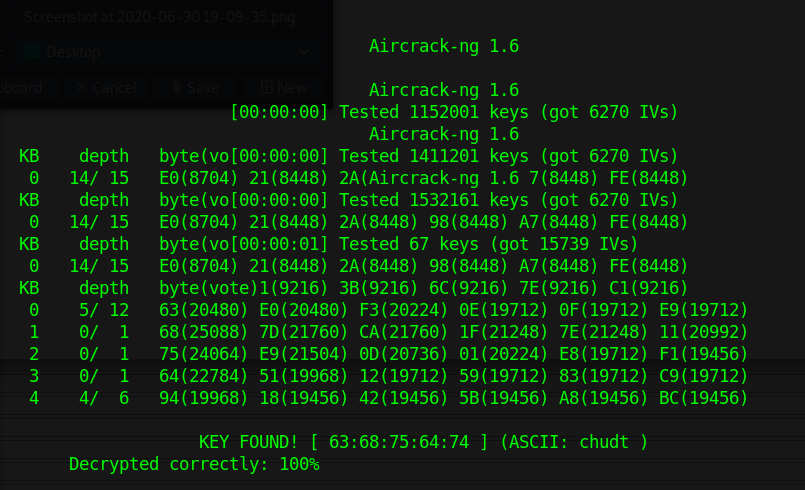 Screenshot at 2020-06-30 19-09-35.png
Desktop
Cancel Save New
Aircrack-ng 1.6
Aircrack-ng 1.6
[00:00:00] Tested 1152001 keys (got 6270 IVs)
Aircrack-ng 1.6
KB depth byte(vo[00:00:00] Tested 1411201 keys (got 6270 IVs)
0 14/ 15 E0(8704) 21(8448) 2A(Aircrack-ng 1.6 7(8448) FE(8448)
KB depth byte(vo[00:00:00] Tested 1532161 keys (got 6270 IVs)
0 14/ 15 E0(8704) 21(8448) 2A(8448) 98(8448) A7(8448) FE(8448)
KB depth byte(vo[00:00:01] Tested 67 keys (got 15739 IVs)
0 14/ 15 E0(8704) 21(8448) 2A(8448) 98(8448) A7(8448) FE(8448)
KB depth byte(vote)1(9216) 3B(9216) 6C(9216) 7E(9216) C1(9216)
0 5/ 12 63(20480) E0(20480) F3(20224) 0E(19712) 0F(19712) E9(19712)
1 0/ 1 68(25088) 7D(21760) CA(21760) 1F(21248) 7E(21248) 11(20992)
2 0/ 1 75(24064) E9(21504) 0D(20736) 01(20224) E8(19712) F1(19456)
3 0/ 1 64(22784) 51(19968) 12(19712) 59(19712) 83(19712) C9(19712)
4 4/ 6 94(19968) 18(19456) 42(19456) 5B(19456) A8(19456) BC(19456)
KEY FOUND! [ 63:68:75:64:74 ] (ASCII: chudt )
Decrypted correctly: 100%